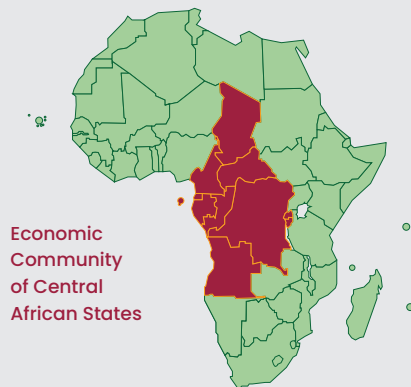 Economic
Community
of Central
African States